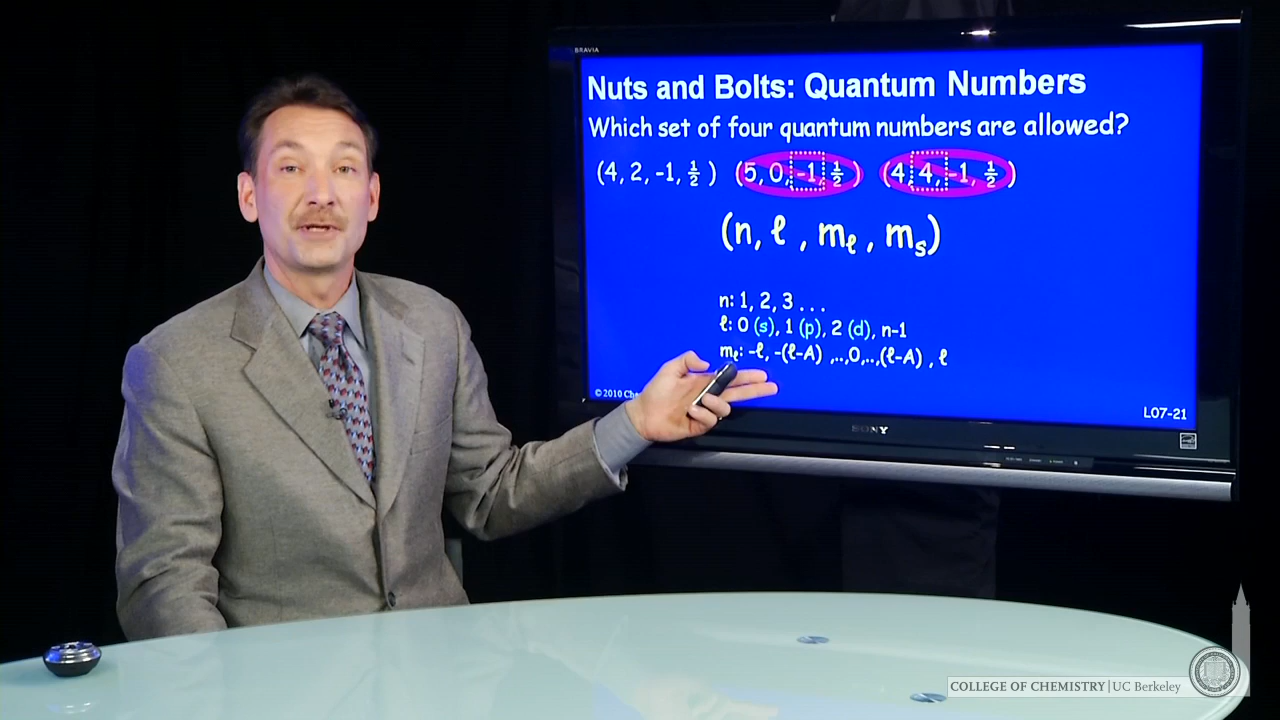 BRAVIA
Nuts and Bolts: Quantum Numbers
Which set of four quantum numbers are allowed?
(4, 2, -1, ½ ) (5, 0, -1, ½ ) (4, 4, -1, ½ )
(n, ℓ , mℓ , ms)
n: 1, 2, 3 . . .
ℓ: 0 (s), 1 (p), 2 (d), n-1
mℓ: -ℓ, -(ℓ-A) ,..,0,..,(ℓ-A) , ℓ
© 2010
L07-21
SONY
COLLEGE OF CHEMISTRY | UC Berkeley